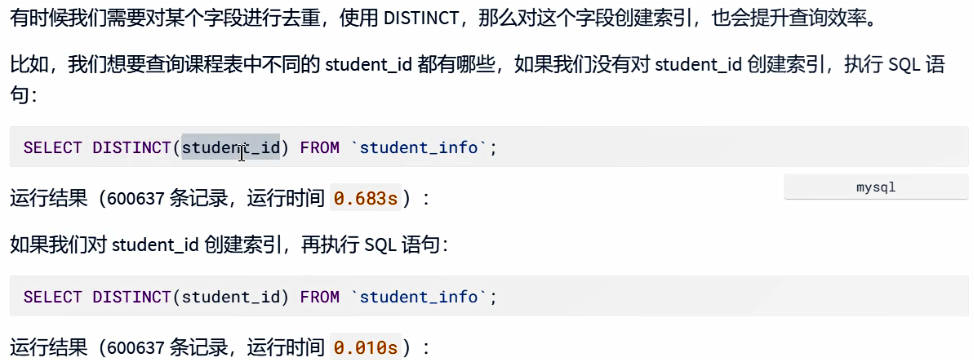 有时候我们需要对某个字段进行去重，使用 DISTINCT，那么对这个字段创建索引，也会提升查询效率。
比如，我们想要查询课程表中不同的 student_id 都有哪些，如果我们没有对 student_id 创建索引，执行 SQL 语
句：
SELECT DISTINCT(student_id) FROM `student_info`;
mysql
运行结果（600637 条记录，运行时间 0.683s）：
如果我们对 student_id 创建索引，再执行 SQL 语句：
SELECT DISTINCT(student_id) FROM `student_info`;
运行结果（600637 条记录，运行时间 0.010s）：